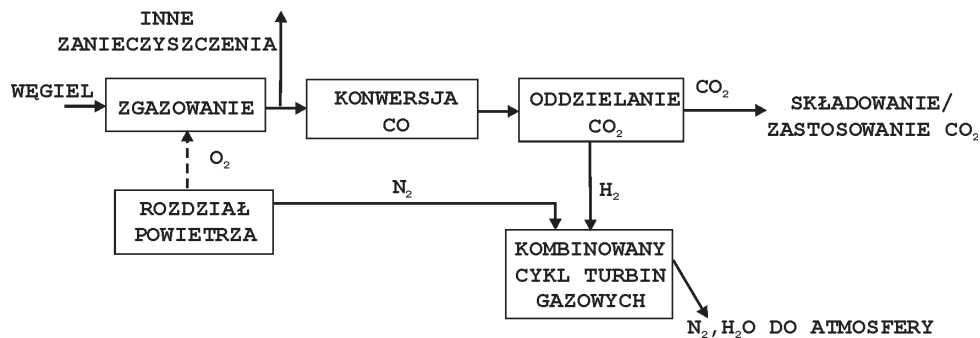 INNE
ZANIECZYSZCZENIA
WĘGIEL
ZGAZOWANIE
KONWERSJA
CO
ODDZIELANIE
CO₂
CO₂
SKŁADOWANIE/
ZASTOSOWANIE CO₂
O₂
N₂
H₂
ROZDZIAŁ
POWIETRZA
KOMBINOWANY
CYKL TURBIN
GAZOWYCH
N₂,H₂O DO ATMOSFERY